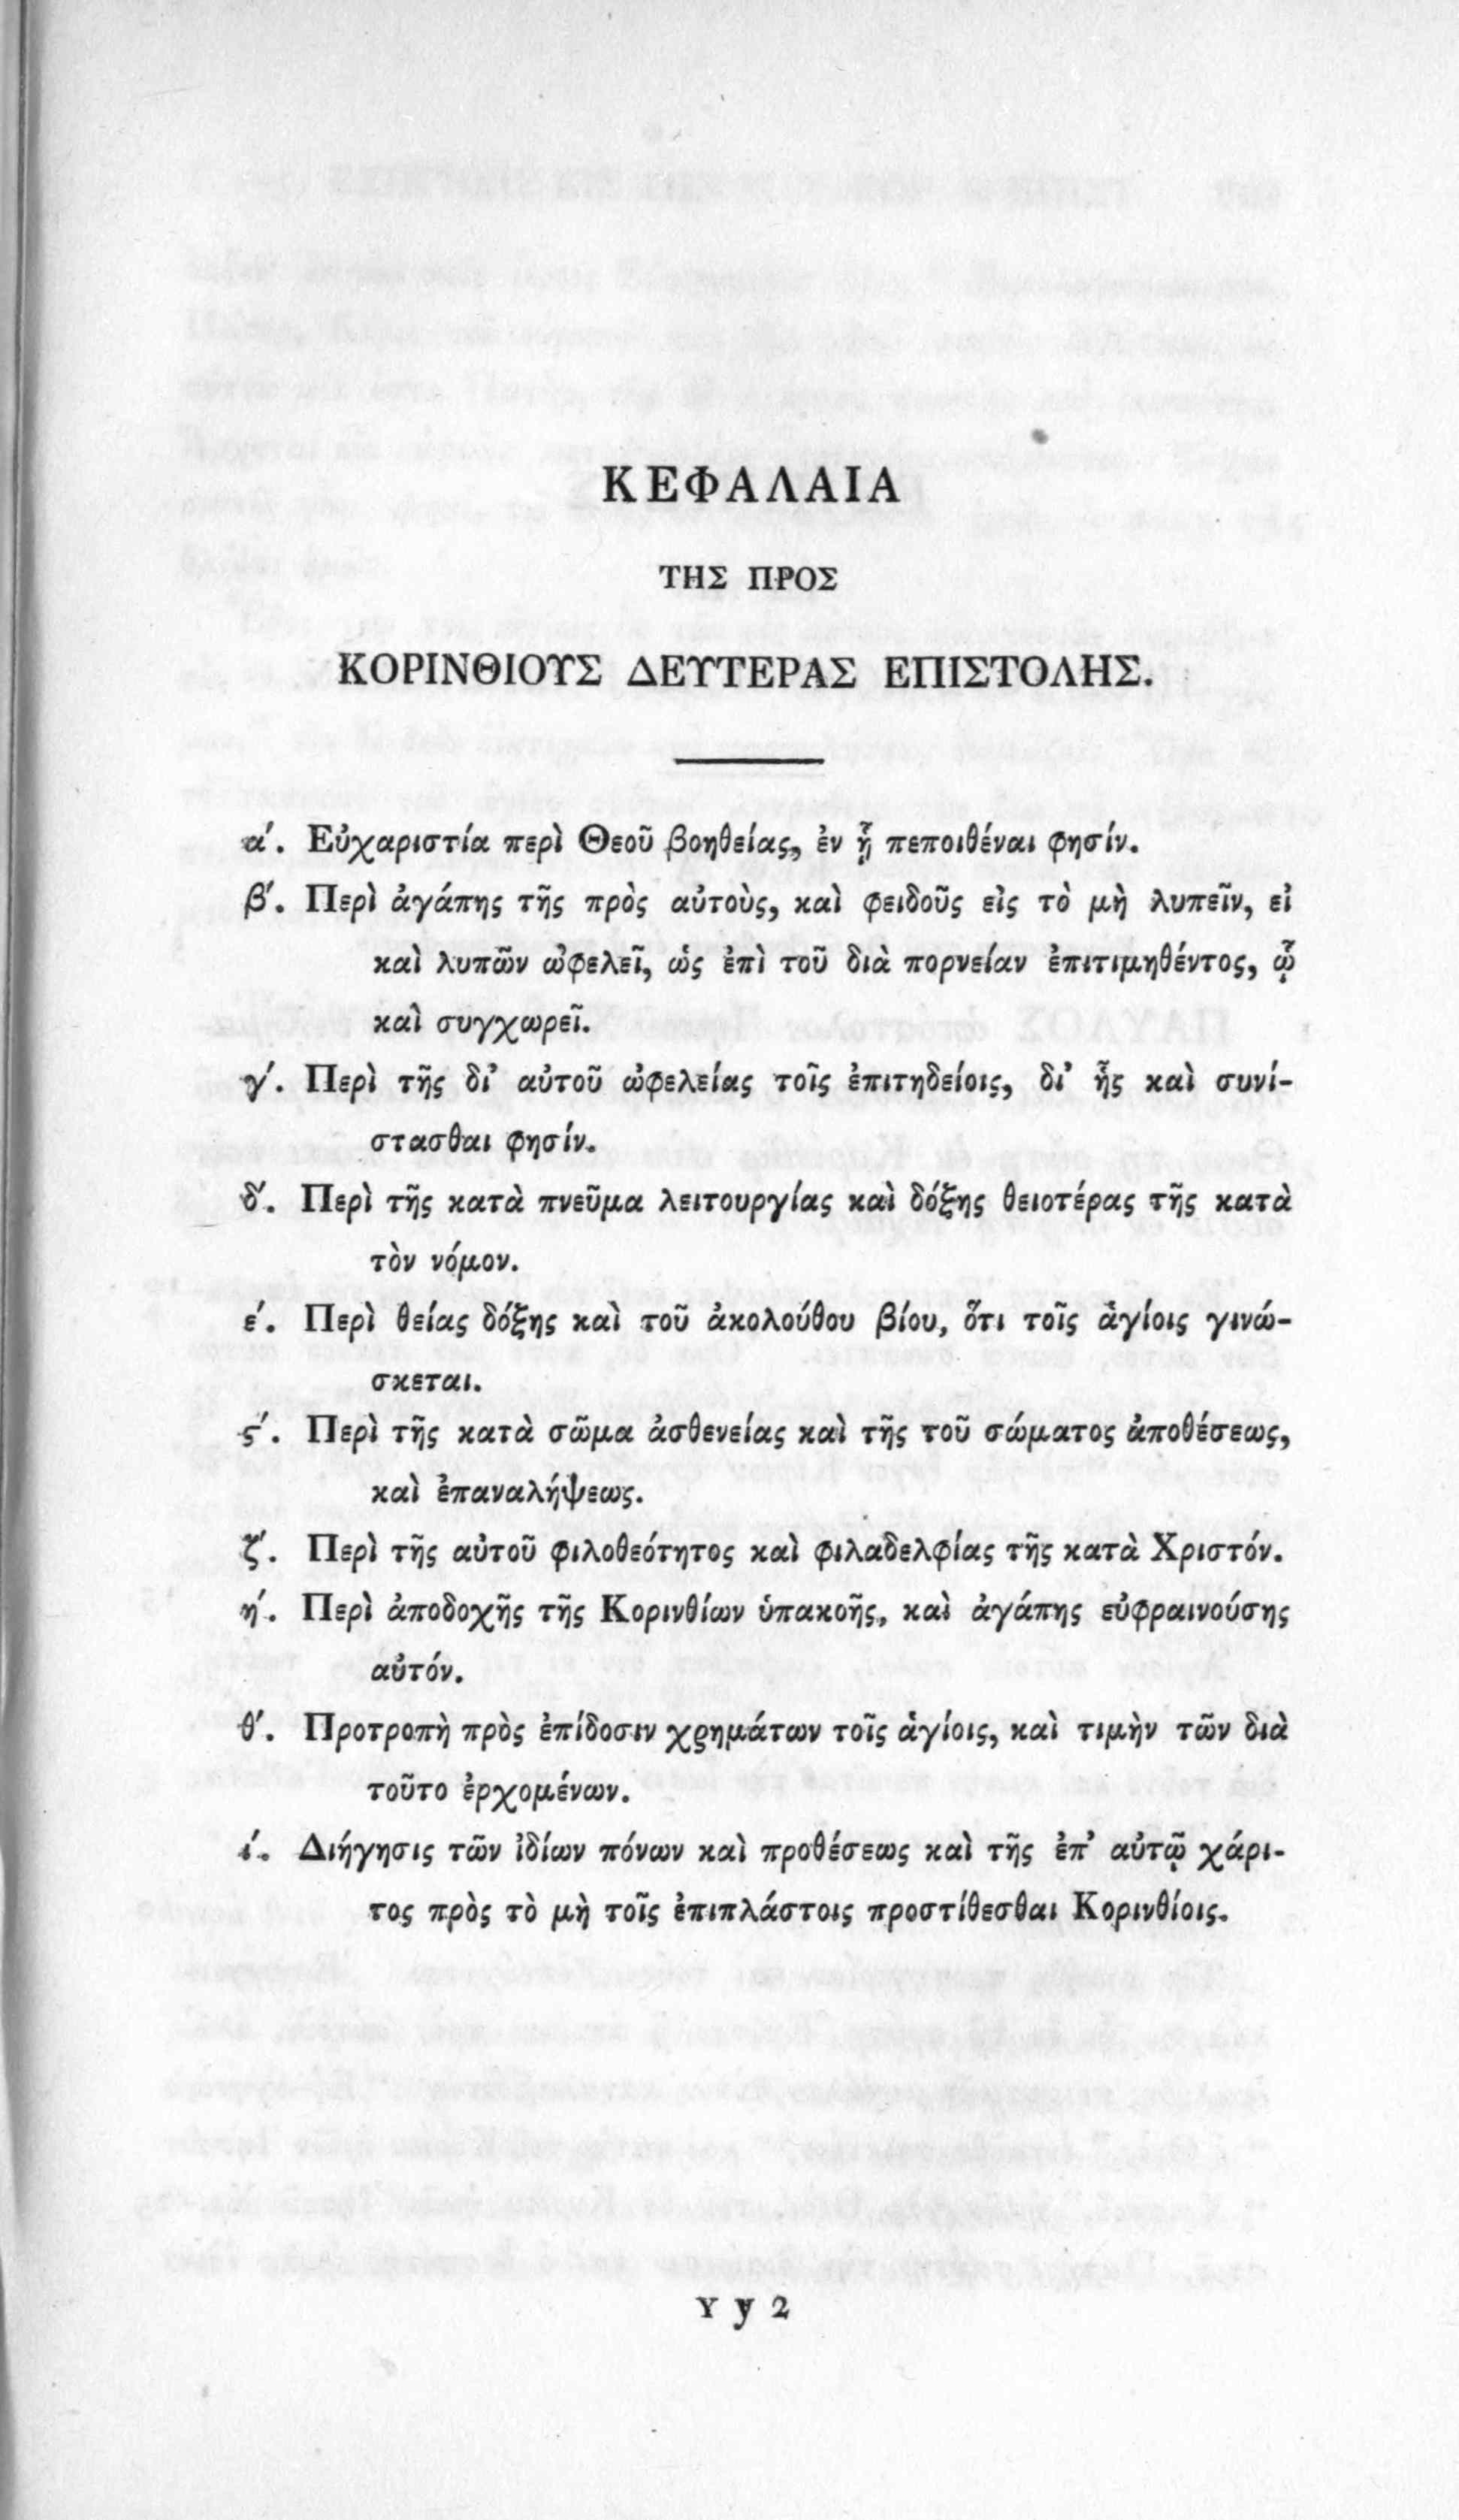 ΚΕΦΑΛΑΙΑ
ΤΗΣ ΠΡΟΣ
ΚΟΡΙΝΘΙΟΥΣ ΔΕΥΤΕΡΑΣ ΕΠΙΣΤΟΛΗΣ.
α΄. Εὐχαριστία περὶ Θεοῦ βοηθείας, ἐν ᾗ πεποιθέναι φησίν.
β΄. Περὶ ἀγάπης τῆς πρὸς αὐτοὺς, καὶ φειδοῦς εἰς τὸ μὴ λυπεῖν, εἰ
καὶ λυπῶν ὠφελεῖ, ὡς ἐπὶ τοῦ διὰ πορνείαν ἐπιτιμηθέντος, ᾧ
καὶ συγχωρεῖ.
γ΄. Περὶ τῆς δι’ αὐτοῦ ὠφελείας τοῖς ἐπιτηδείοις, δι’ ἧς καὶ συνί-
στασθαι φησίν.
δ΄. Περὶ τῆς κατὰ πνεῦμα λειτουργίας καὶ δόξης θειοτέρας τῆς κατὰ
τὸν νόμον.
ε΄. Περὶ θείας δόξης καὶ τοῦ ἀκολούθου βίου, ὅτι τοῖς ἁγίοις γινώ-
σκεται.
ς΄. Περὶ τῆς κατὰ σῶμα ἀσθενείας καὶ τῆς τοῦ σώματος ἀποθέσεως,
καὶ ἐπαναλήψεως.
ζ΄. Περὶ τῆς αὐτοῦ φιλοθεότητος καὶ φιλαδελφίας τῆς κατὰ Χριστόν.
η΄. Περὶ ἀποδοχῆς τῆς Κορινθίων ὑπακοῆς, καὶ ἀγάπης εὐφραινούσης
αὐτόν.
θ΄. Προτροπὴ πρὸς ἐπίδοσιν χρημάτων τοῖς ἁγίοις, καὶ τιμὴν τῶν διὰ
τοῦτο ἐρχομένων.
ί. Διήγησις τῶν ἰδίων πόνων καὶ προθέσεως καὶ τῆς ἐπ’ αὐτῷ χάρι-
τος πρὸς τὸ μὴ τοῖς ἐπιπλάστοις προστίθεσθαι Κορινθίοις.
Y y 2